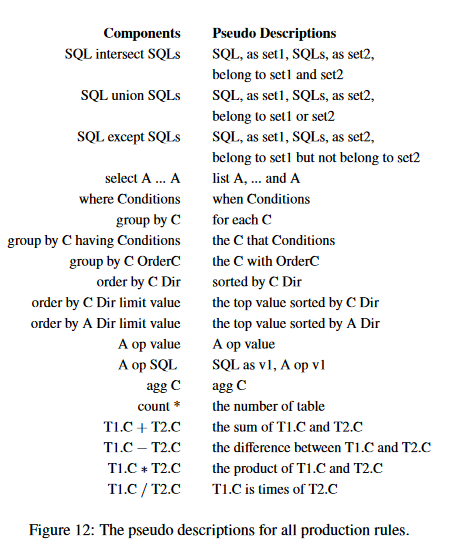 Components Pseudo Descriptions
SQL intersect SQLs SQL, as set1, SQLs, as set2,
belong to set1 and set2
SQL union SQLs SQL, as set1, SQLs, as set2,
belong to set1 or set2
SQL except SQLs SQL, as set1, SQLs, as set2,
belong to set1 but not belong to set2
select A ... A list A, ... and A
where Conditions when Conditions
group by C for each C
group by C having Conditions the C that Conditions
group by C OrderC the C with OrderC
order by C Dir sorted by C Dir
order by C Dir limit value the top value sorted by C Dir
order by A Dir limit value the top value sorted by A Dir
A op value A op value
A op SQL SQL as v1, A op v1
agg C agg C
count * the number of table
T1.C + T2.C the sum of T1.C and T2.C
T1.C − T2.C the difference between T1.C and T2.C
T1.C * T2.C the product of T1.C and T2.C
T1.C / T2.C T1.C is times of T2.C
Figure 12: The pseudo descriptions for all production rules.